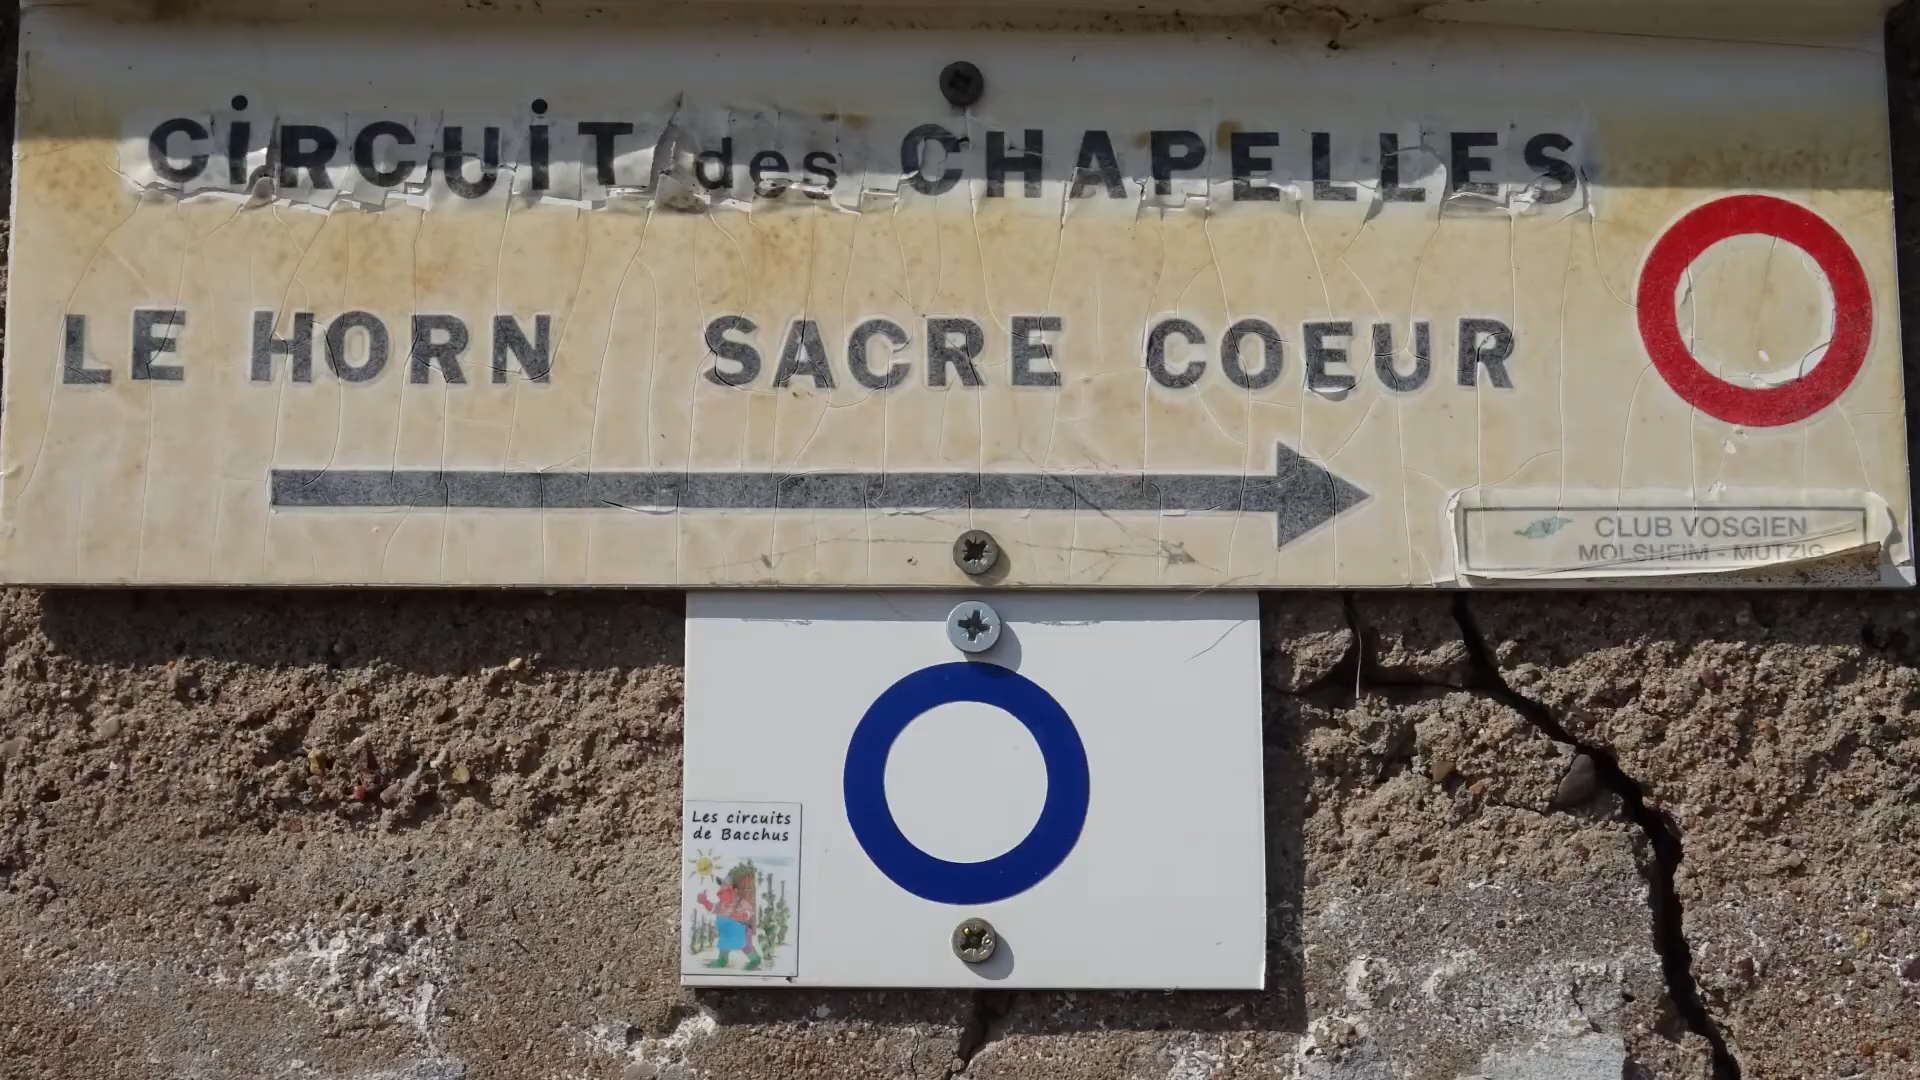 CiRCUiT des CHAPELLES
LE HORN SACRE COEUR
CLUB VOSGIEN
MOLSHEIM - MUTZIG
Les circuits
de Bacchus